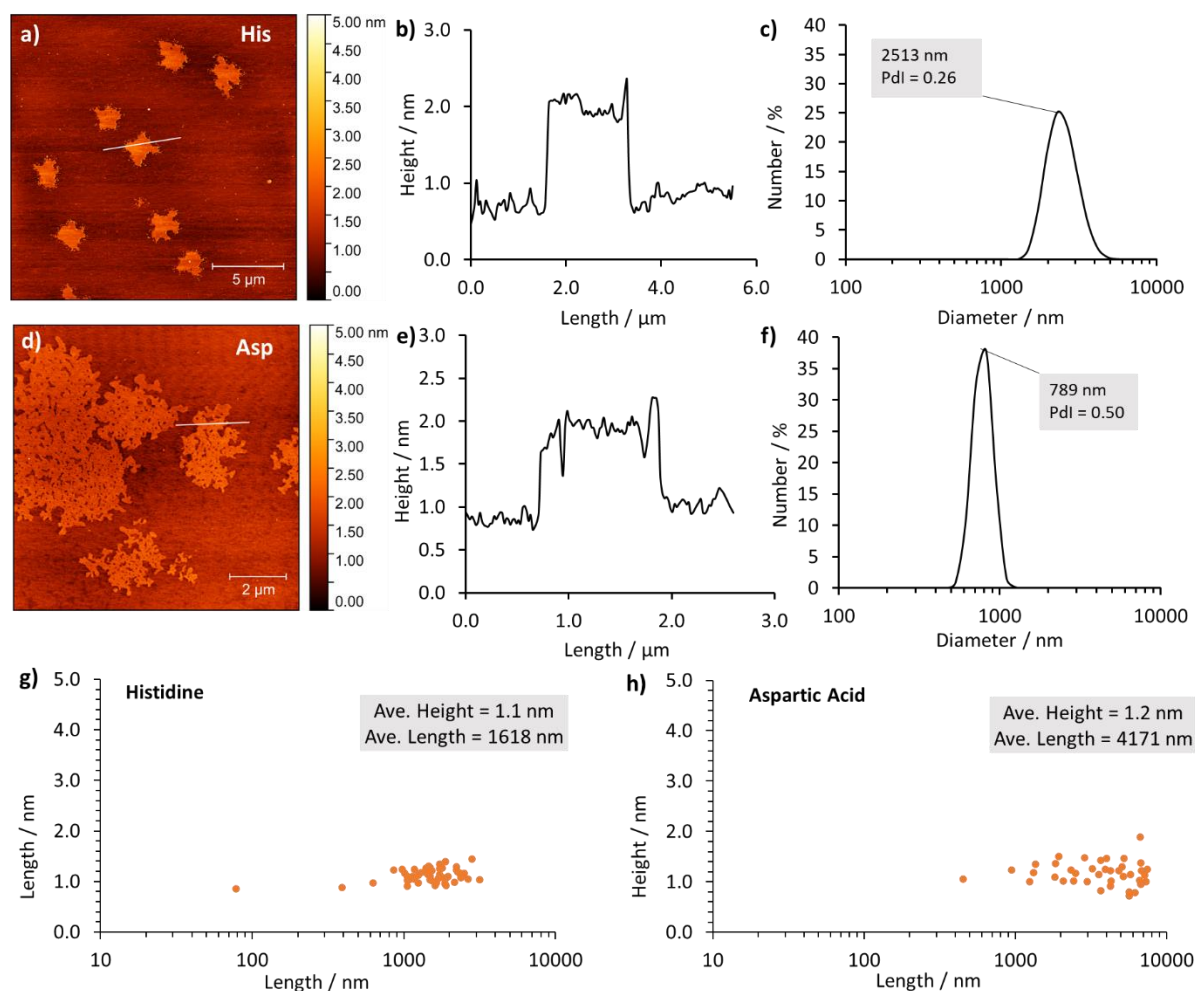 a)
His
5.00 nm
4.50
4.00
3.50
3.00
2.50
2.00
1.50
1.00
0.00
5 µm
b)
Height / nm
3.0
2.0
1.0
0.0
0.0 2.0 4.0 6.0
Length / µm
c)
Number / %
40
35
30
25
20
15
10
5
0
2513 nm
PdI = 0.26
100 1000 10000
Diameter / nm
d)
Asp
5.00 nm
4.50
4.00
3.50
3.00
2.50
2.00
1.50
1.00
0.00
2 µm
e)
Height / nm
3.0
2.5
2.0
1.5
1.0
0.5
0.0
0.0 1.0 2.0 3.0
Length / µm
f)
Number / %
40
35
30
25
20
15
10
5
0
789 nm
PdI = 0.50
100 1000 10000
Diameter / nm
g)
Histidine
Ave. Height = 1.1 nm
Ave. Length = 1618 nm
Length / nm
5.0
4.0
3.0
2.0
1.0
0.0
10 100 1000 10000
Length / nm
h)
Aspartic Acid
Ave. Height = 1.2 nm
Ave. Length = 4171 nm
Height / nm
5.0
4.0
3.0
2.0
1.0
0.0
10 100 1000 10000
Length / nm